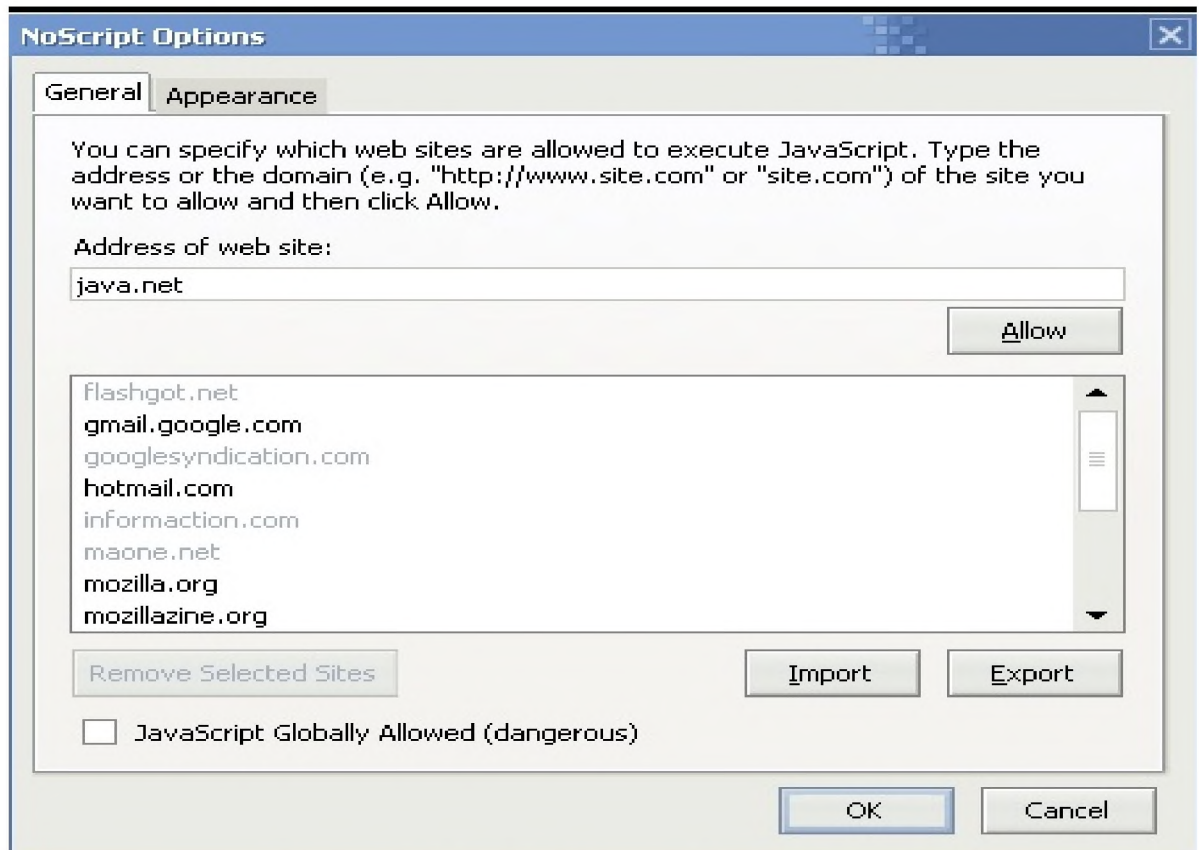 NoScript Options
General
Appearance
You can specify which web sites are allowed to execute JavaScript. Type the
address or the domain (e.g. "http://www.site.com" or "site.com") of the site you
want to allow and then click Allow.
Address of web site:
java.net
Allow
flashgot.net
gmail.google.com
googlesyndication.com
hotmail.com
informaction.com
maone.net
mozilla.org
mozillazine.org
Remove Selected Sites
Import
Export
JavaScript Globally Allowed (dangerous)
OK
Cancel